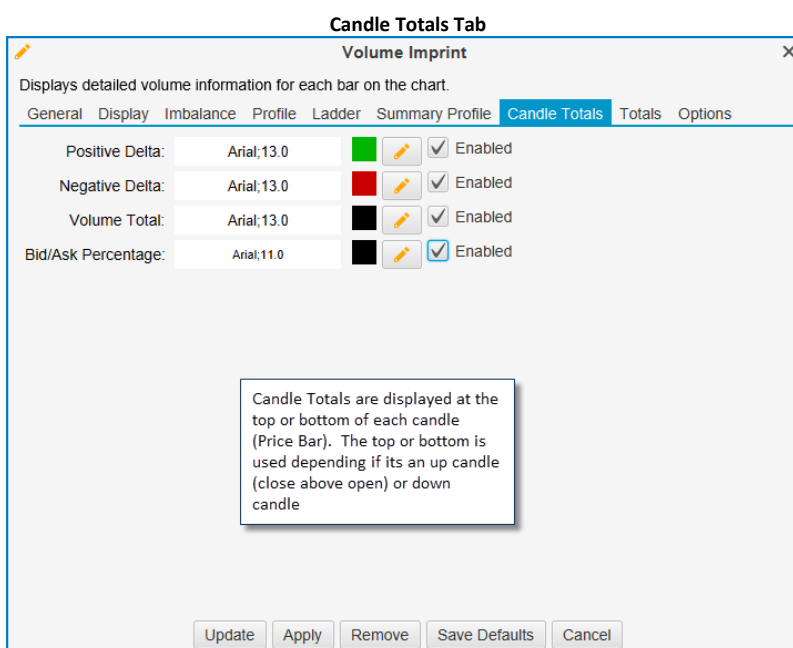 Candle Totals Tab
Volume Imprint
Displays detailed volume information for each bar on the chart.
General Display Imbalance Profile Ladder Summary Profile Candle Totals Totals Options
Positive Delta: Arial;13.0 Enabled
Negative Delta: Arial;13.0 Enabled
Volume Total: Arial;13.0 Enabled
Bid/Ask Percentage: Arial;11.0 Enabled
Candle Totals are displayed at the
top or bottom of each candle
(Price Bar). The top or bottom is
used depending if its an up candle
(close above open) or down
candle
Update Apply Remove Save Defaults Cancel